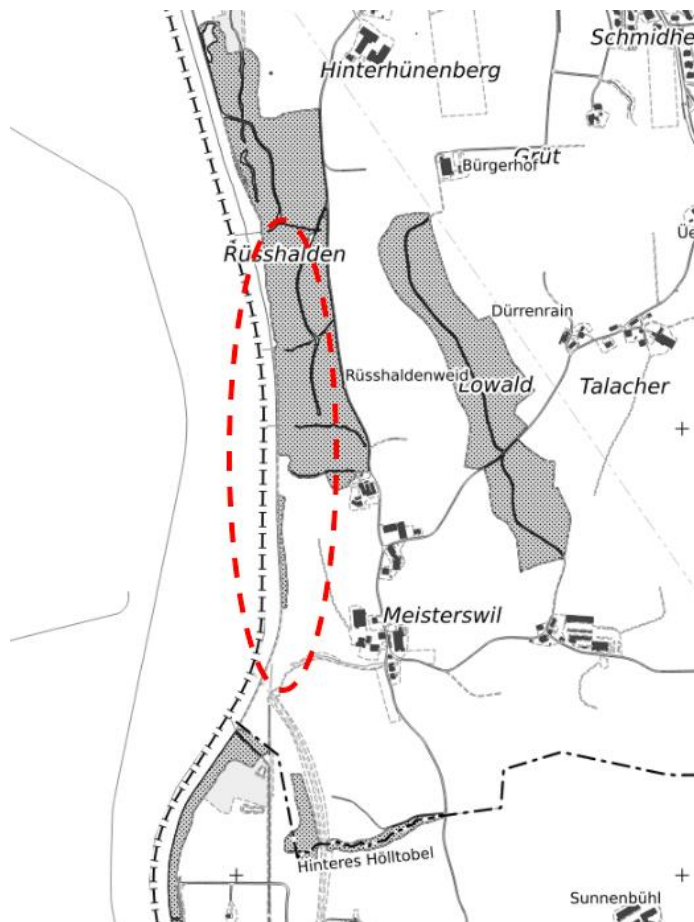 Schmidhe
Hinterhünenberg
Grüt
Bürgerhof
Üe
Rüsshalden
Dürrenrain
Rüsshaldenweid
Lowald
Talacher
Meisterswil
Hinteres Hölltobel
Sunnenbühl